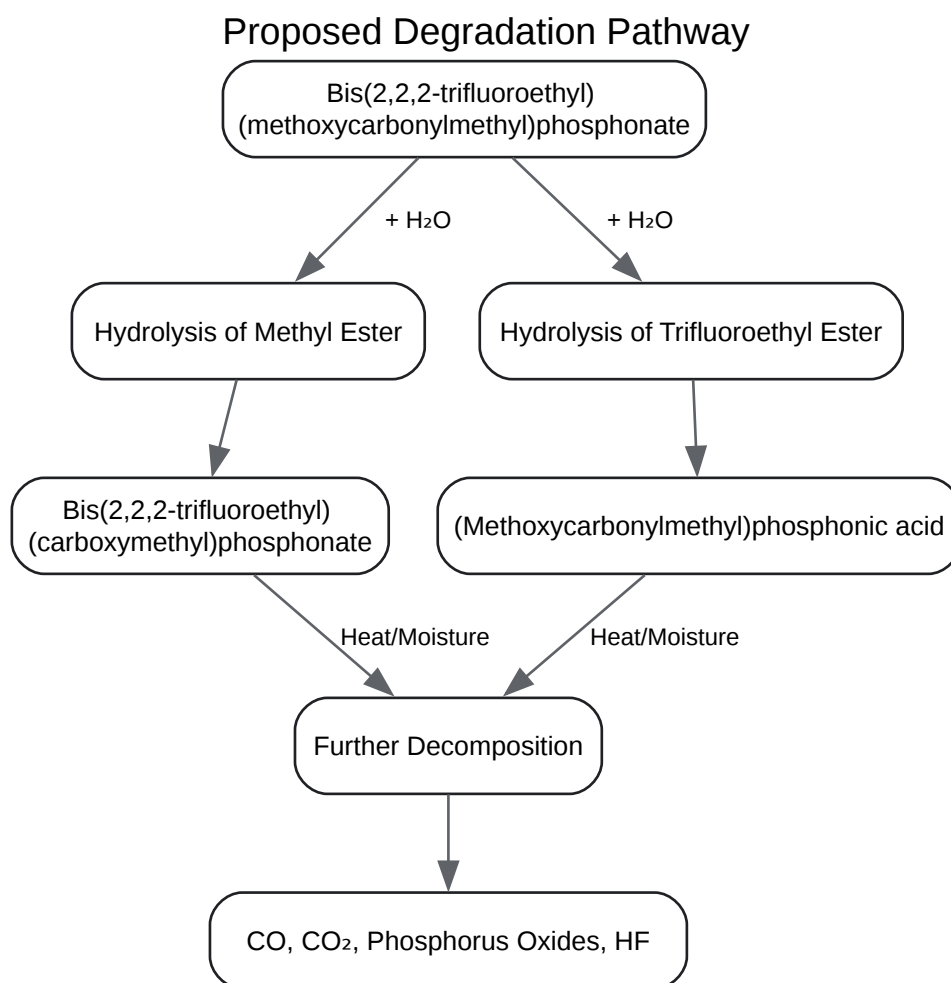 Proposed Degradation Pathway
Bis(2,2,2-trifluoroethyl)
(methoxycarbonylmethyl)phosphonate
+ H₂O
+ H₂O
Hydrolysis of Methyl Ester
Hydrolysis of Trifluoroethyl Ester
Bis(2,2,2-trifluoroethyl)
(carboxymethyl)phosphonate
(Methoxycarbonylmethyl)phosphonic acid
Heat/Moisture
Heat/Moisture
Further Decomposition
CO, CO₂, Phosphorus Oxides, HF